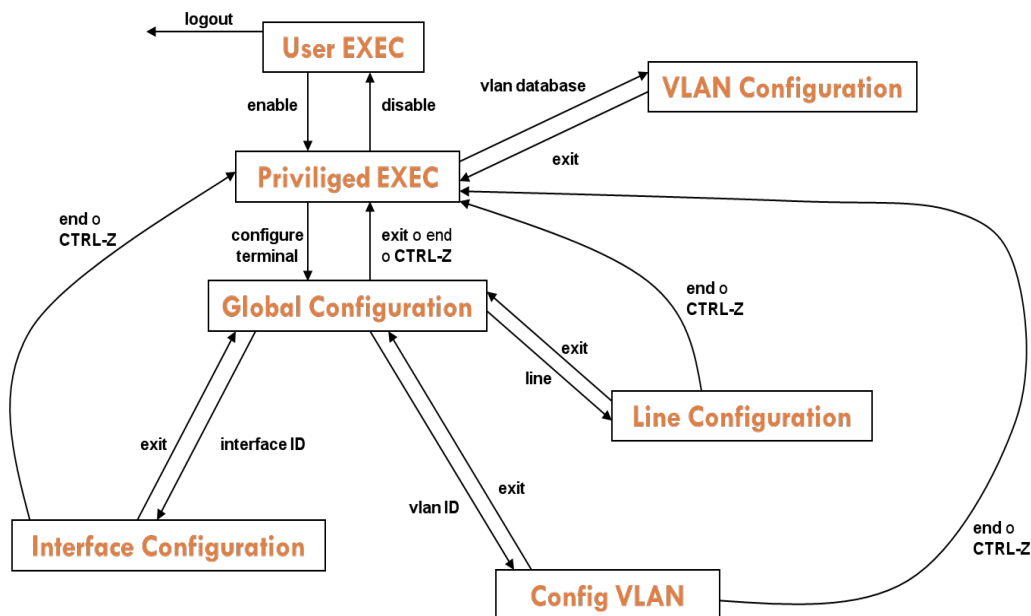 logout
User EXEC
enable
disable
vlan database
VLAN Configuration
exit
Priviliged EXEC
end o
CTRL-Z
configure
terminal
exit o end
o CTRL-Z
end o
CTRL-Z
Global Configuration
exit
line
Line Configuration
exit
interface ID
vlan ID
exit
Interface Configuration
end o
CTRL-Z
Config VLAN